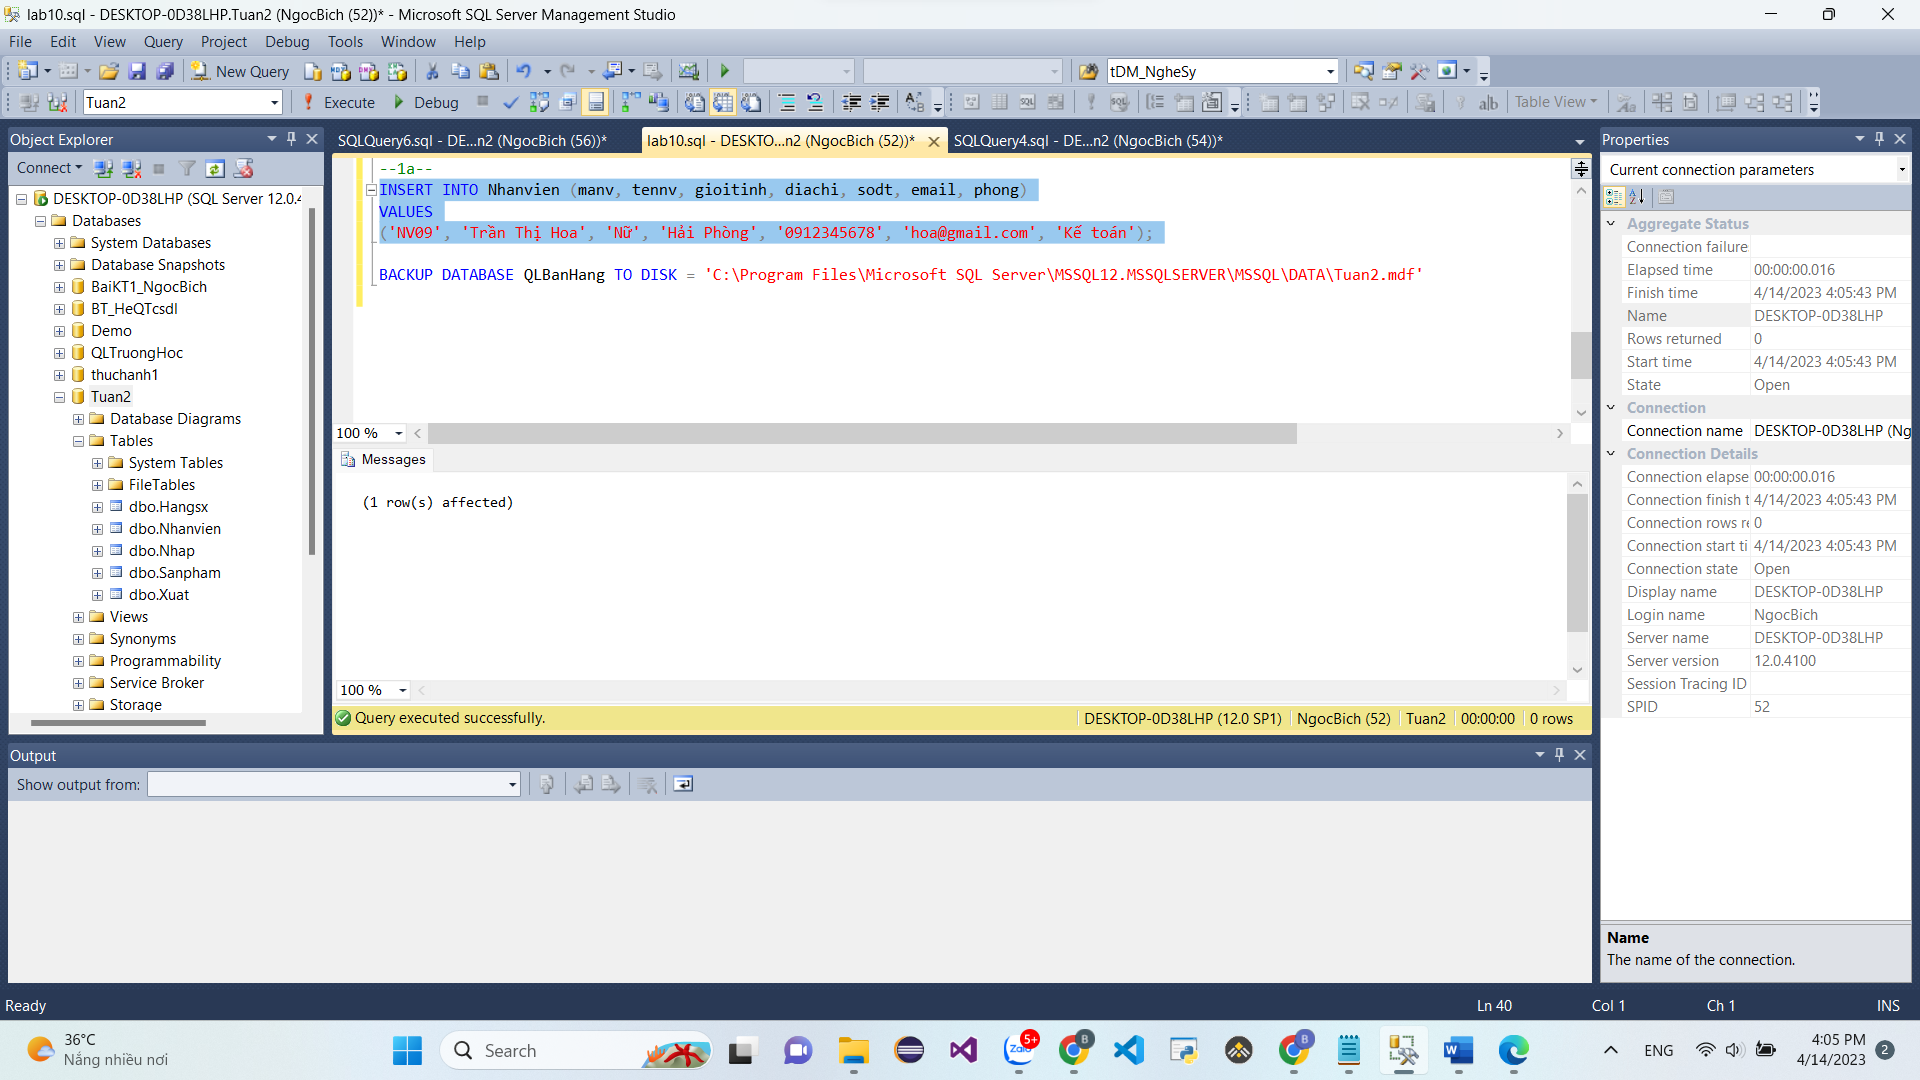 lab10.sql - DESKTOP-0D38LHP.Tuan2 (NgocBich (52))* - Microsoft SQL Server Management Studio
File Edit View Query Project Debug Tools Window Help
New Query tDM_NgheSy
Tuan2 Execute Debug Table View
Object Explorer
Connect
DESKTOP-0D38LHP (SQL Server 12.0.4
Databases
System Databases
Database Snapshots
BaiKT1_NgocBich
BT_HeQTcsdl
Demo
QLTruongHoc
thuchanh1
Tuan2
Database Diagrams
Tables
System Tables
FileTables
dbo.Hangsx
dbo.Nhanvien
dbo.Nhap
dbo.Sanpham
dbo.Xuat
Views
Synonyms
Programmability
Service Broker
Storage
SQLQuery6.sql - DE...n2 (NgocBich (56))* lab10.sql - DESKTO...n2 (NgocBich (52))* SQLQuery4.sql - DE...n2 (NgocBich (54))*
--1a--
INSERT INTO Nhanvien (manv, tennv, gioitinh, diachi, sodt, email, phong)
VALUES
('NV09', 'Trần Thị Hoa', 'Nữ', 'Hải Phòng', '0912345678', 'hoa@gmail.com', 'Kế toán');
BACKUP DATABASE QLBanHang TO DISK = 'C:\Program Files\Microsoft SQL Server\MSSQL12.MSSQLSERVER\MSSQL\DATA\Tuan2.mdf'
100 %
Messages
(1 row(s) affected)
100 %
Query executed successfully. DESKTOP-0D38LHP (12.0 SP1) NgocBich (52) Tuan2 00:00:00 0 rows
Properties
Current connection parameters
Aggregate Status
Connection failure
Elapsed time 00:00:00.016
Finish time 4/14/2023 4:05:43 PM
Name DESKTOP-0D38LHP
Rows returned 0
Start time 4/14/2023 4:05:43 PM
State Open
Connection
Connection name DESKTOP-0D38LHP (Ng
Connection Details
Connection elapse 00:00:00.016
Connection finish t 4/14/2023 4:05:43 PM
Connection rows re 0
Connection start ti 4/14/2023 4:05:43 PM
Connection state Open
Display name DESKTOP-0D38LHP
Login name NgocBich
Server name DESKTOP-0D38LHP
Server version 12.0.4100
Session Tracing ID
SPID 52
Name
The name of the connection.
Output
Show output from:
Ready Ln 40 Col 1 Ch 1 INS
36°C
Nắng nhiều nơi
Search
Zalo 5+
B
B
ENG
4:05 PM
4/14/2023
2